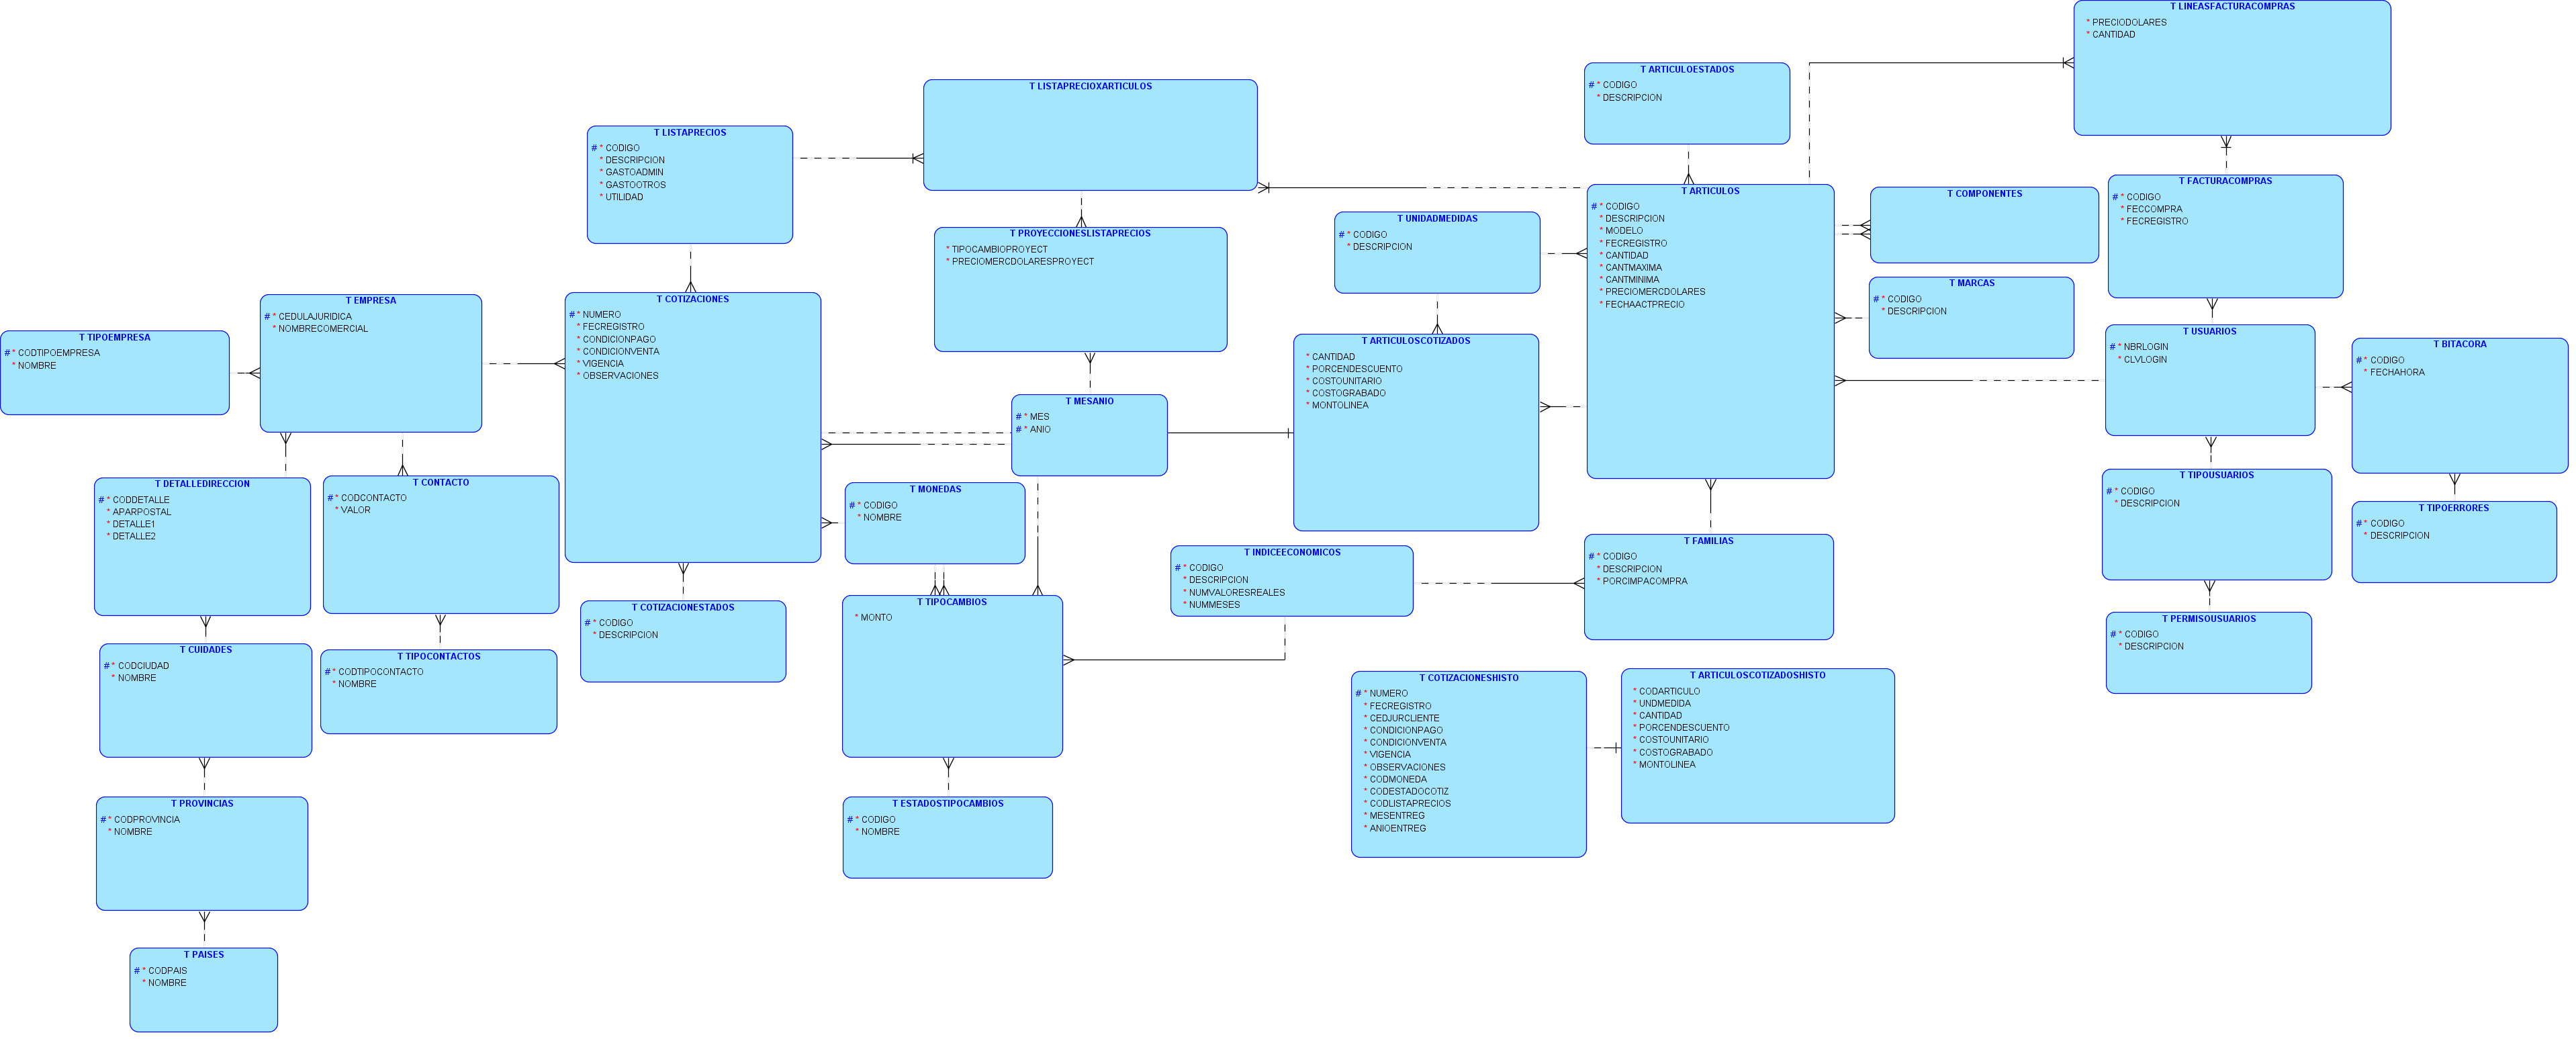 T LINEASFACTURACOMPRAS
* PRECIODOLARES
* CANTIDAD
T ARTICULOESTADOS
# * CODIGO
* DESCRIPCION
T LISTAPRECIOXARTICULOS
T LISTAPRECIOS
# * CODIGO
* DESCRIPCION
* GASTOADMIN
* GASTOOTROS
* UTILIDAD
T FACTURACOMPRAS
# * CODIGO
* FECCOMPRA
* FECREGISTRO
T ARTICULOS
# * CODIGO
* DESCRIPCION
* MODELO
* FECREGISTRO
* CANTIDAD
* CANTMAXIMA
* CANTMINIMA
* PRECIOMERCDOLARES
* FECHAACTPRECIO
T COMPONENTES
T UNIDADMEDIDAS
# * CODIGO
* DESCRIPCION
T PROYECCIONESLISTAPRECIOS
* TIPOCAMBIOPROYECT
* PRECIOMERCDOLARESPROYECT
T MARCAS
# * CODIGO
* DESCRIPCION
T COTIZACIONES
# * NUMERO
* FECREGISTRO
* CONDICIONPAGO
* CONDICIONVENTA
* VIGENCIA
* OBSERVACIONES
T EMPRESA
# * CEDULAJURIDICA
* NOMBRECOMERCIAL
T TIPOEMPRESA
# * CODTIPOEMPRESA
* NOMBRE
T USUARIOS
# * NBRLOGIN
* CLVLOGIN
T BITACORA
# * CODIGO
* FECHAHORA
T ARTICULOSCOTIZADOS
* CANTIDAD
* PORCENDESCUENTO
* COSTOUNITARIO
* COSTOGRABADO
* MONTOLINEA
T MESANIO
# * MES
# * ANIO
T DETALLEDIRECCION
# * CODDETALLE
* APARPOSTAL
* DETALLE1
* DETALLE2
T CONTACTO
# * CODCONTACTO
* VALOR
T MONEDAS
# * CODIGO
* NOMBRE
T TIPOUSUARIOS
# * CODIGO
* DESCRIPCION
T TIPOERRORES
# * CODIGO
* DESCRIPCION
T FAMILIAS
# * CODIGO
* DESCRIPCION
* PORCIMPACOMPRA
T INDICEECONOMICOS
# * CODIGO
* DESCRIPCION
* NUMVALORESREALES
* NUMMESES
T TIPOCAMBIOS
* MONTO
T COTIZACIONESTADOS
# * CODIGO
* DESCRIPCION
T PERMISOUSUARIOS
# * CODIGO
* DESCRIPCION
T CUIDADES
# * CODCIUDAD
* NOMBRE
T TIPOCONTACTOS
# * CODTIPOCONTACTO
* NOMBRE
T COTIZACIONESHISTO
# * NUMERO
* FECREGISTRO
* CEDJURCLIENTE
* CONDICIONPAGO
* CONDICIONVENTA
* VIGENCIA
* OBSERVACIONES
* CODMONEDA
* CODESTADOCOTIZ
* CODLISTAPRECIOS
* MESENTREG
* ANIOENTREG
T ARTICULOSCOTIZADOSHISTO
* CODARTICULO
* UNDMEDIDA
* CANTIDAD
* PORCENDESCUENTO
* COSTOUNITARIO
* COSTOGRABADO
* MONTOLINEA
T PROVINCIAS
# * CODPROVINCIA
* NOMBRE
T ESTADOSTIPOCAMBIOS
# * CODIGO
* NOMBRE
T PAISES
# * CODPAIS
* NOMBRE